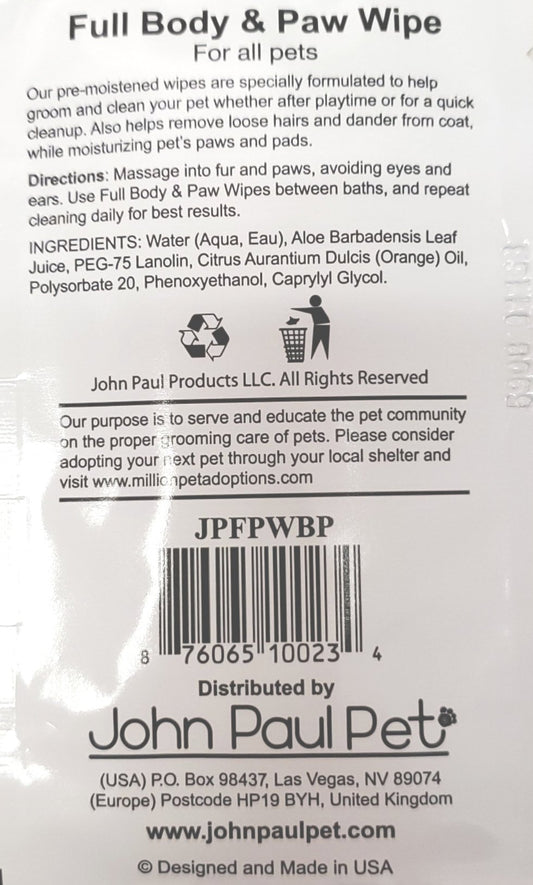 Full Body & Paw Wipe
For all pets
Our pre-moistened wipes are specially formulated to help
groom and clean your pet whether after playtime or for a quick
cleanup. Also helps remove loose hairs and dander from coat,
while moisturizing pet's paws and pads.
Directions: Massage into fur and paws, avoiding eyes and
ears. Use Full Body & Paw Wipes between baths, and repeat
cleaning daily for best results.
INGREDIENTS: Water (Aqua, Eau), Aloe Barbadensis Leaf
Juice, PEG-75 Lanolin, Citrus Aurantium Dulcis (Orange) Oil,
Polysorbate 20, Phenoxyethanol, Caprylyl Glycol.
John Paul Products LLC. All Rights Reserved
Our purpose is to serve and educate the pet community
on the proper grooming care of pets. Please consider
adopting your next pet through your local shelter and
visit www.millionpetadoptions.com
JPFPWBP
8 76065 10023 4
Distributed by
John Paul Pet
(USA) P.O. Box 98437, Las Vegas, NV 89074
(Europe) Postcode HP19 BYH, United Kingdom
www.johnpaulpet.com
© Designed and Made in USA